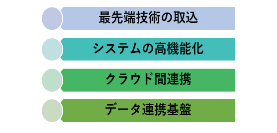 最先端技術の取込
システムの高機能化
クラウド間連携
データ連携基盤